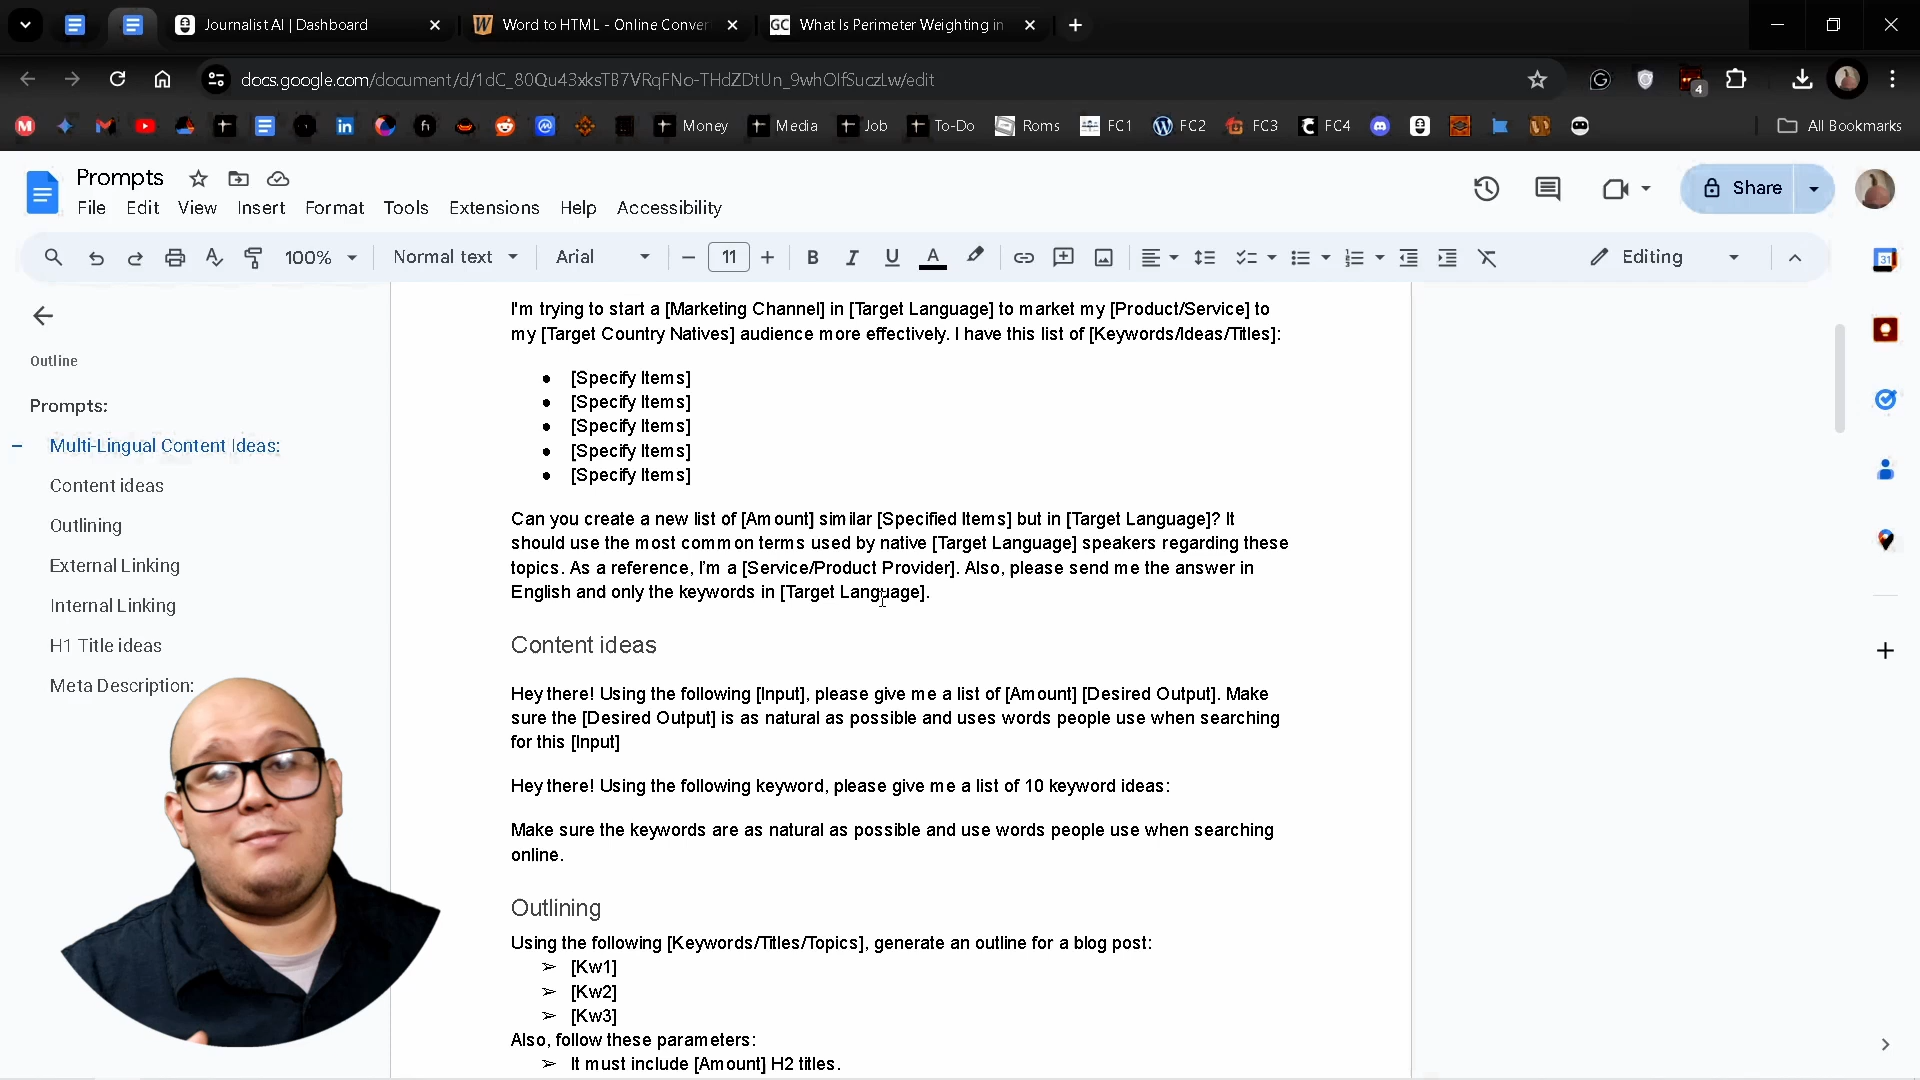 Journalist AI | Dashboard
Word to HTML - Online Conver
GC What Is Perimeter Weighting in
docs.google.com/document/d/1dC_80Qu43xksTB7VRqFNo-THdZDtUn_9whOlfSuczLw/edit
4
Money Media Job To-Do Roms FC1 FC2 FC3 FC4 All Bookmarks
Prompts
File Edit View Insert Format Tools Extensions Help Accessibility
Share
100% Normal text Arial 11 Editing
Outline
Prompts:
Multi-Lingual Content Ideas:
Content ideas
Outlining
External Linking
Internal Linking
H1 Title ideas
Meta Description:
I'm trying to start a [Marketing Channel] in [Target Language] to market my [Product/Service] to
my [Target Country Natives] audience more effectively. I have this list of [Keywords/Ideas/Titles]:
● [Specify Items]
● [Specify Items]
● [Specify Items]
● [Specify Items]
● [Specify Items]
Can you create a new list of [Amount] similar [Specified Items] but in [Target Language]? It
should use the most common terms used by native [Target Language] speakers regarding these
topics. As a reference, I'm a [Service/Product Provider]. Also, please send me the answer in
English and only the keywords in [Target Language].
Content ideas
Hey there! Using the following [Input], please give me a list of [Amount] [Desired Output]. Make
sure the [Desired Output] is as natural as possible and uses words people use when searching
for this [Input]
Hey there! Using the following keyword, please give me a list of 10 keyword ideas:
Make sure the keywords are as natural as possible and use words people use when searching
online.
Outlining
Using the following [Keywords/Titles/Topics], generate an outline for a blog post:
➢ [Kw1]
➢ [Kw2]
➢ [Kw3]
Also, follow these parameters:
➢ It must include [Amount] H2 titles.
31